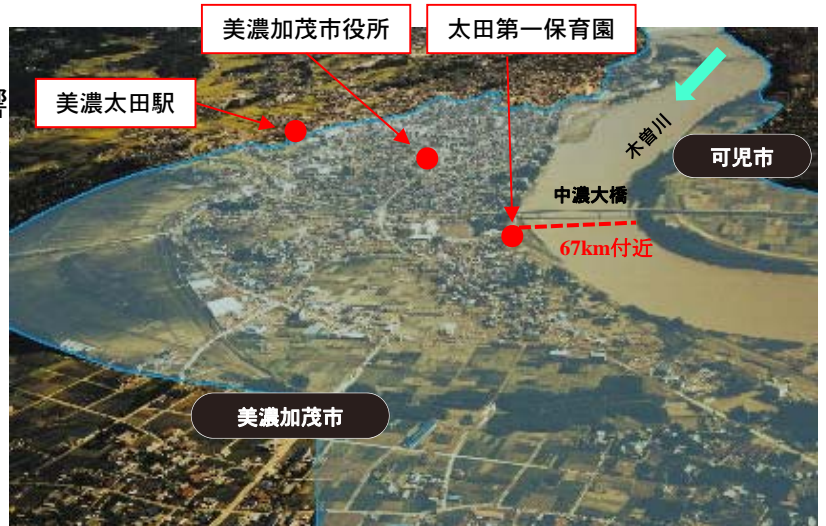 美濃加茂市役所
太田第一保育園
響
美濃太田駅
木曽川
可児市
中濃大橋
67km付近
美濃加茂市